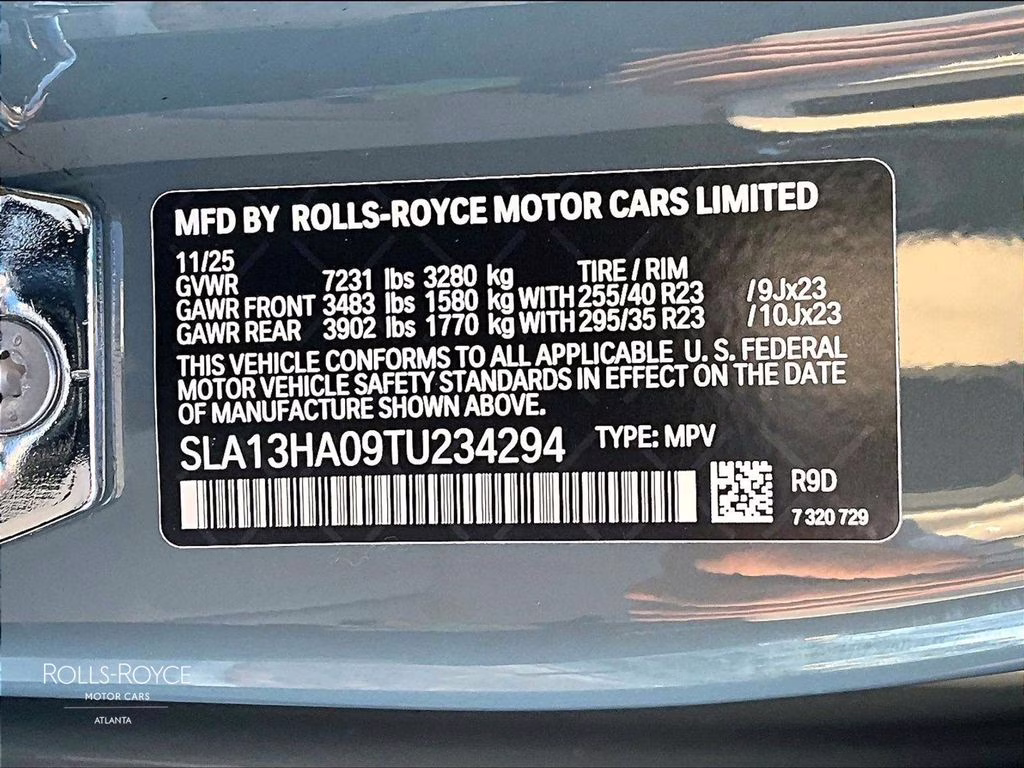 MFD BY ROLLS-ROYCE MOTOR CARS LIMITED
11/25
GVWR 7231 lbs 3280 kg TIRE / RIM
GAWR FRONT 3483 lbs 1580 kg WITH 255/40 R23 /9Jx23
GAWR REAR 3902 lbs 1770 kg WITH 295/35 R23 /10Jx23
THIS VEHICLE CONFORMS TO ALL APPLICABLE U. S. FEDERAL
MOTOR VEHICLE SAFETY STANDARDS IN EFFECT ON THE DATE
OF MANUFACTURE SHOWN ABOVE.
SLA13HA09TU234294 TYPE: MPV
R9D
7 320 729
ROLLS-ROYCE
MOTOR CARS
ATLANTA